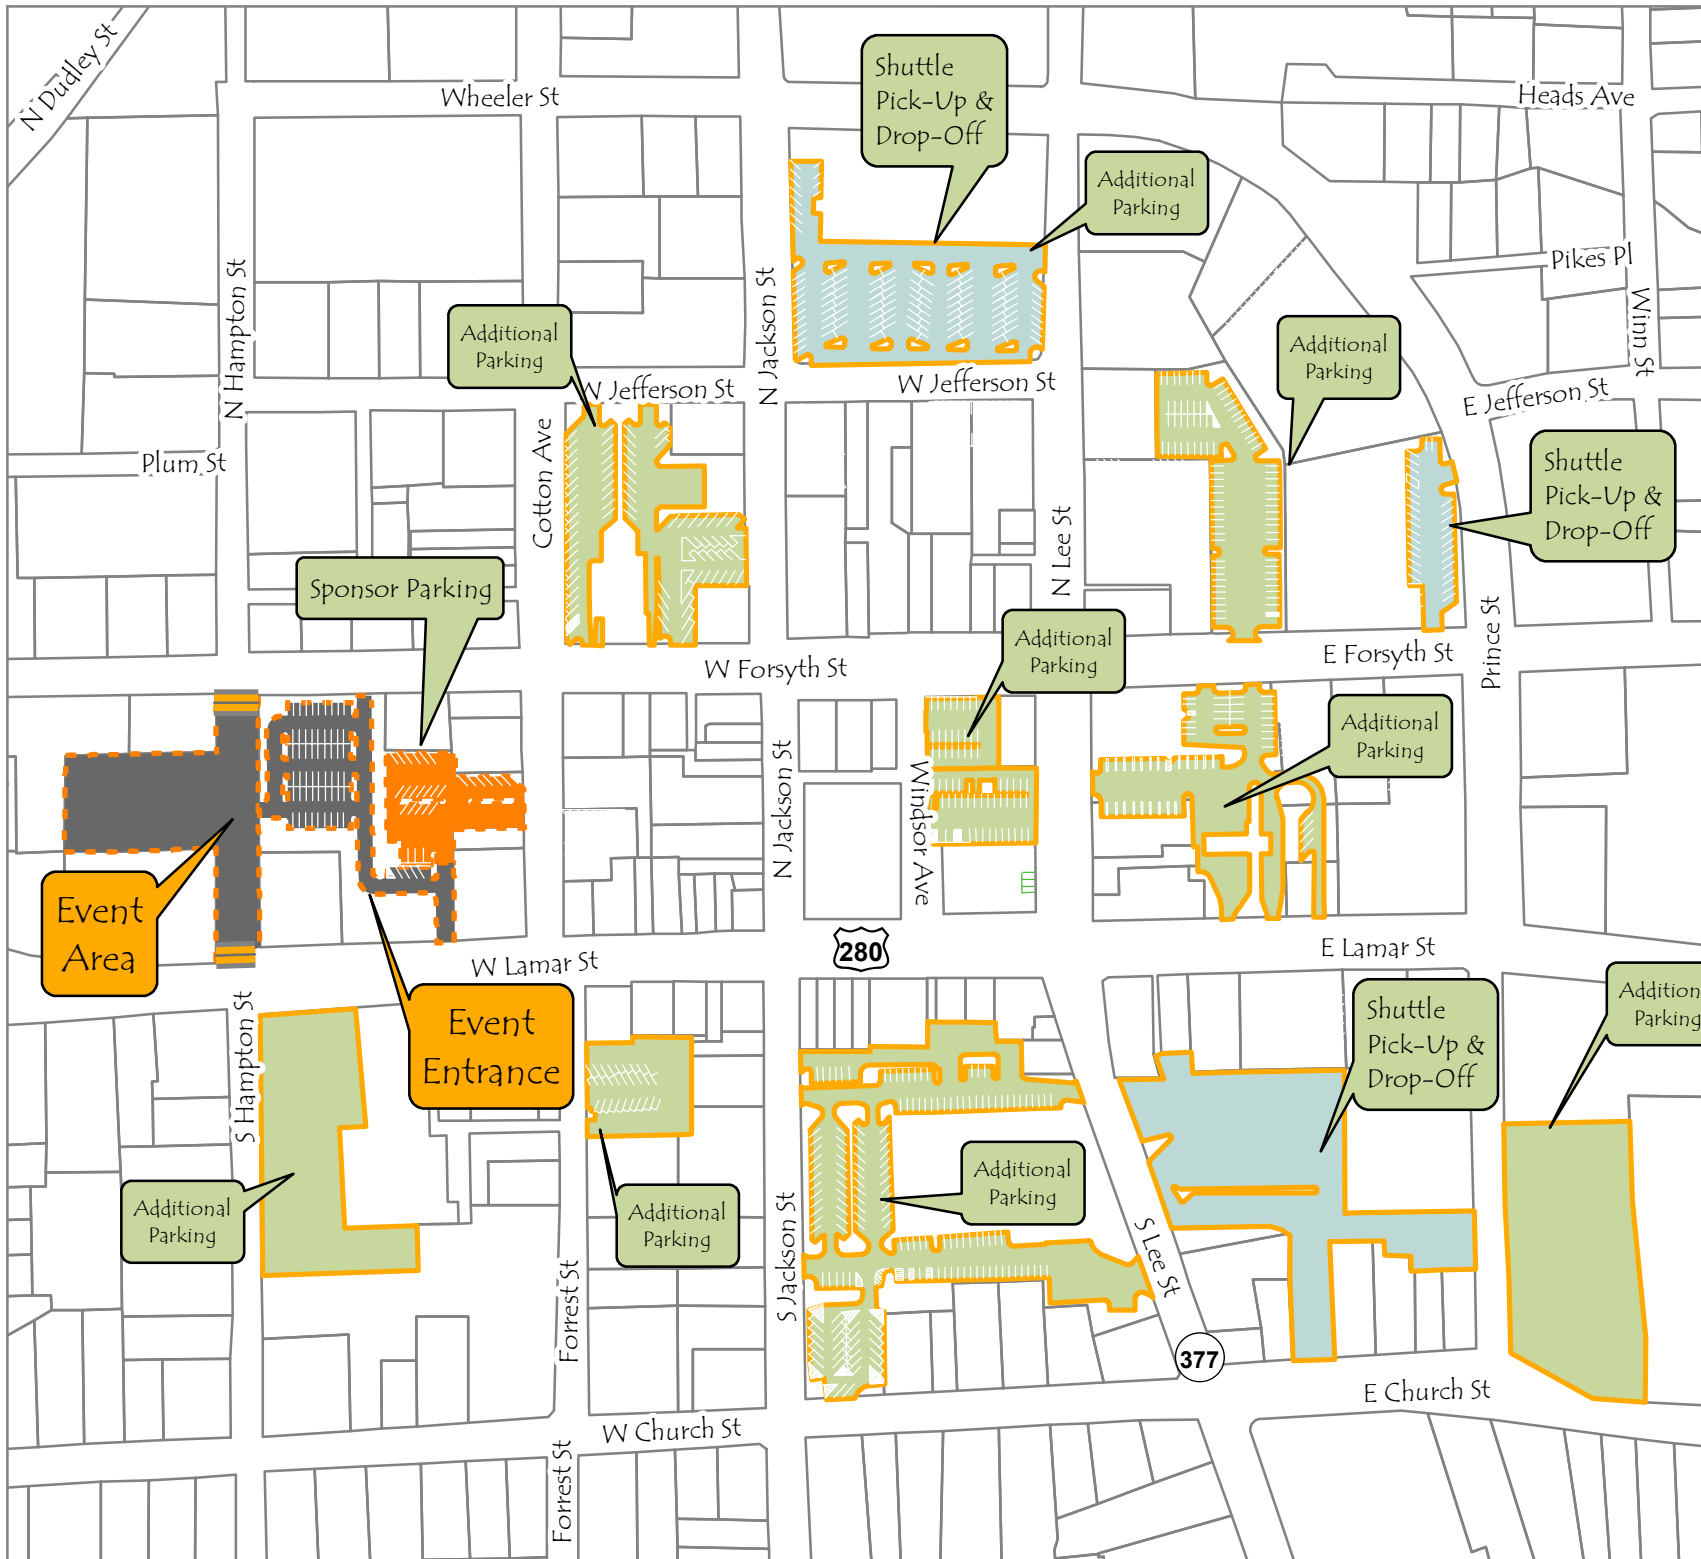 N Dudley St
Wheeler St
Shuttle
Pick-Up &
Drop-Off
Heads Ave
Additional
Parking
Pikes Pl
N Hampton St
N Jackson St
Winn St
Additional
Parking
Additional
Parking
W Jefferson St
W Jefferson St
E Jefferson St
Plum St
Cotton Ave
Shuttle
Pick-Up &
Drop-Off
N Lee St
Sponsor Parking
Prince St
Additional
Parking
W Forsyth St
E Forsyth St
Additional
Parking
N Jackson St
Windsor Ave
Event
Area
280
W Lamar St
E Lamar St
Event
Entrance
S Hampton St
Shuttle
Pick-Up &
Drop-Off
Addition
Parking
Additional
Parking
Additional
Parking
Additional
Parking
S Jackson St
S Lee St
Forrest St
377
E Church St
W Church St
Forrest St